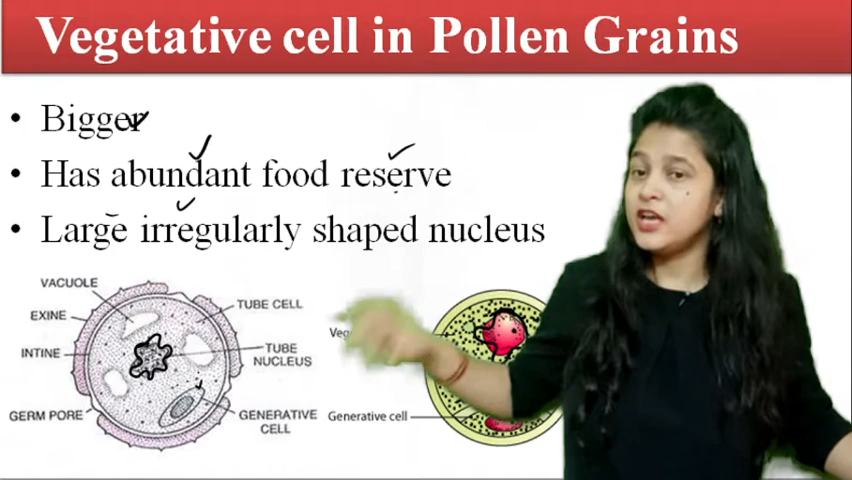 Vegetative cell in Pollen Grains
• Bigger
• Has abundant food reserve
• Large irregularly shaped nucleus
VACUOLE
EXINE
INTINE
GERM PORE
TUBE CELL
TUBE
NUCLEUS
GENERATIVE
CELL
Generative cell